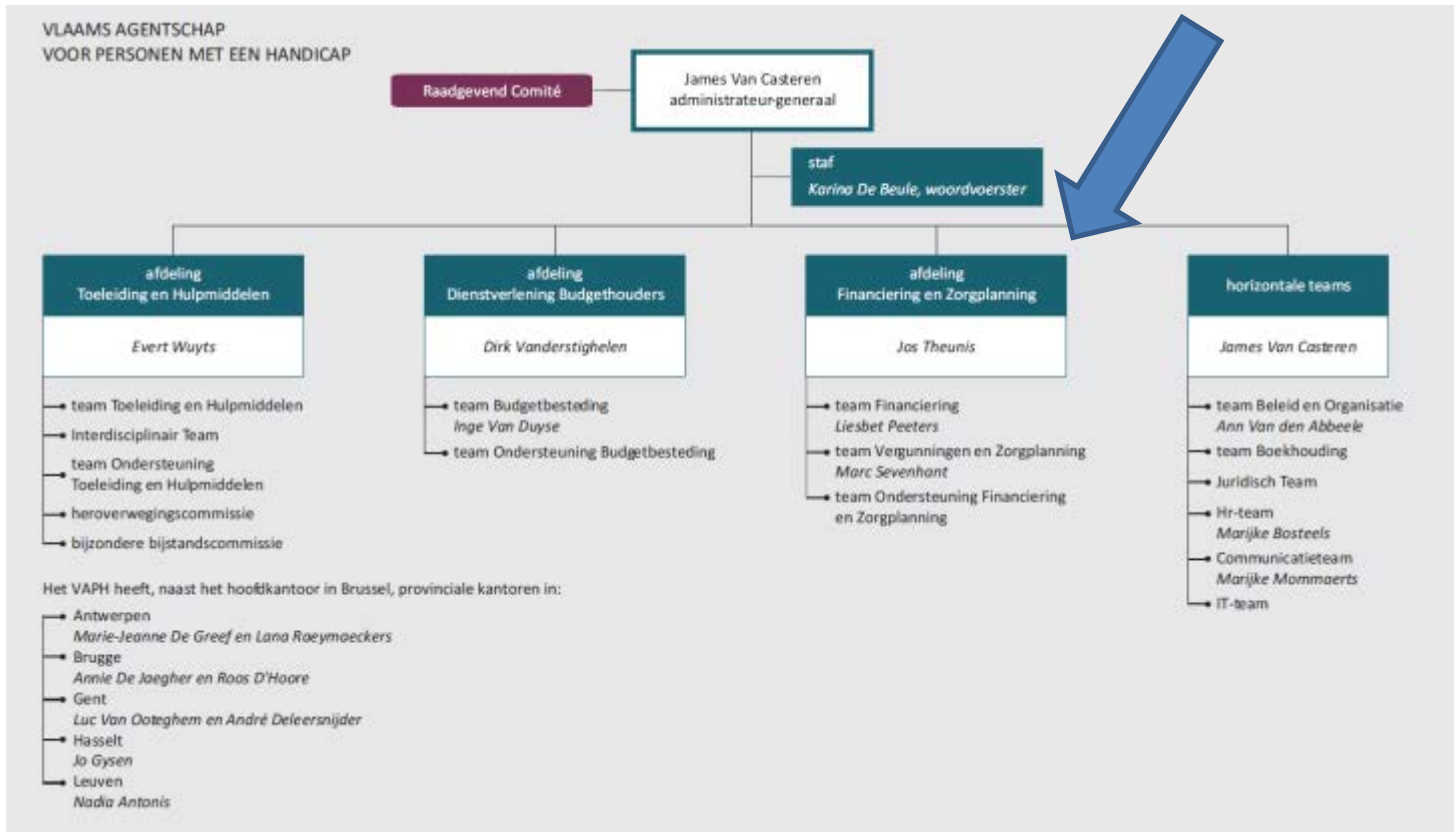 VLAAMS AGENTSCHAP
VOOR PERSONEN MET EEN HANDICAP
Raadgevend Comité
James Van Casteren
administrateur-generaal
staf
Karina De Beule, woordvoerster
afdeling
Toeleiding en Hulpmiddelen
Evert Wuyts
team Toeleiding en Hulpmiddelen
Interdisciplinair Team
team Ondersteuning
Toeleiding en Hulpmiddelen
heroverwegingscommissie
bijzondere bijstandscommissie
afdeling
Dienstverlening Budgethouders
Dirk Vanderstighelen
team Budgetbesteding
Inge Van Duyse
team Ondersteuning Budgetbesteding
afdeling
Financiering en Zorgplanning
Jos Theunis
team Financiering
Liesbet Peeters
team Vergunningen en Zorgplanning
Marc Sevenhant
team Ondersteuning Financiering
en Zorgplanning
horizontale teams
James Van Casteren
team Beleid en Organisatie
Ann Van den Abbeele
team Boekhouding
Juridisch Team
Hr-team
Marijke Bosteels
Communicatieteam
Marijke Mommaerts
IT-team
Het VAPH heeft, naast het hoofdkantoor in Brussel, provinciale kantoren in:
Antwerpen
Marie-Jeanne De Greef en Lana Raeymaeckers
Brugge
Annie De Jaegher en Roos D'Hoore
Gent
Luc Van Ooteghem en André Deleersnijder
Hasselt
Jo Gysen
Leuven
Nadia Antonis